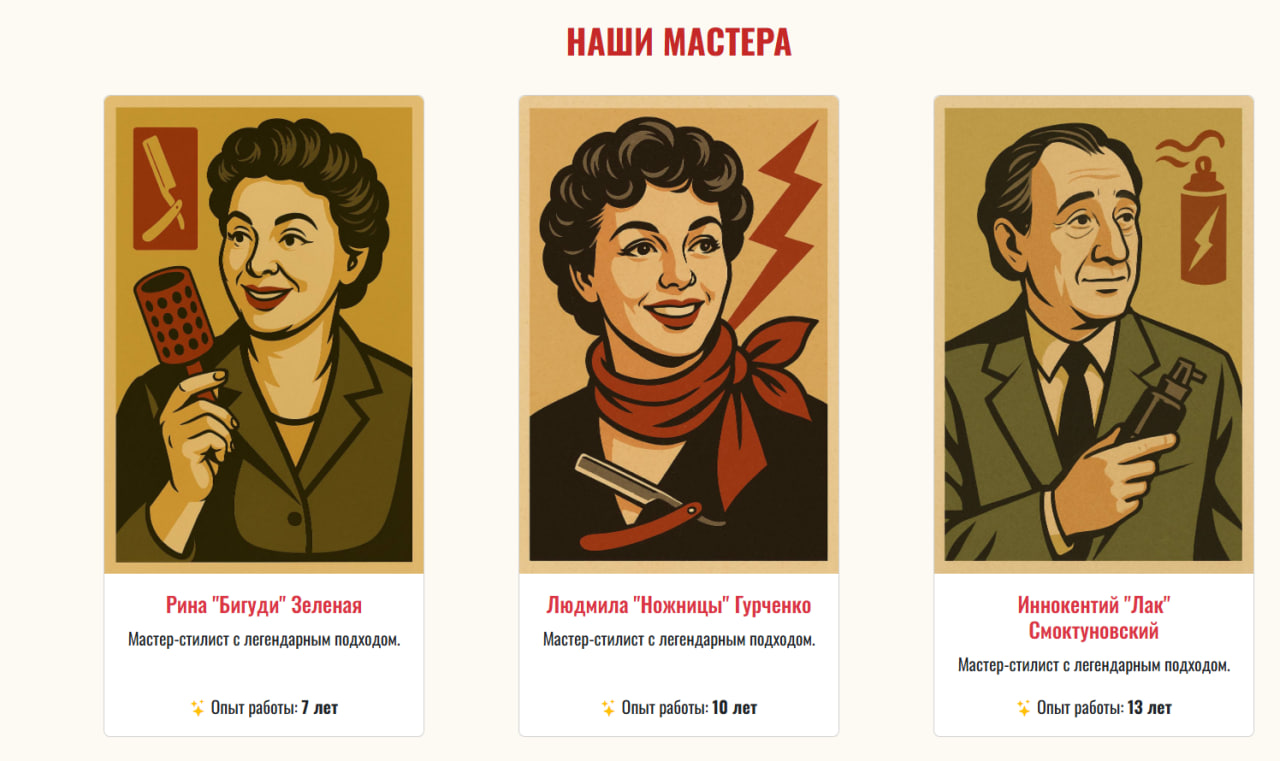 НАШИ МАСТЕРА
Рина "Бигуди" Зеленая
Мастер-стилист с легендарным подходом.
✨ Опыт работы: 7 лет
Людмила "Ножницы" Гурченко
Мастер-стилист с легендарным подходом.
✨ Опыт работы: 10 лет
Иннокентий "Лак"
Смоктуновский
Мастер-стилист с легендарным подходом.
✨ Опыт работы: 13 лет